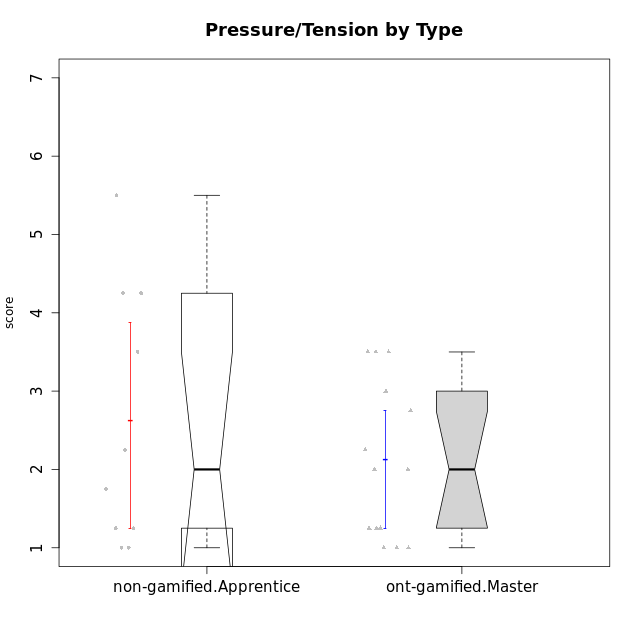 Pressure/Tension by Type
7
6
5
4
3
2
1
score
non-gamified.Apprentice
ont-gamified.Master